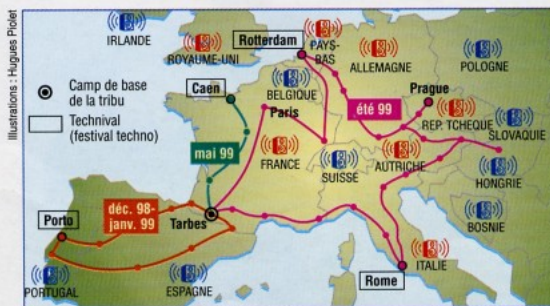 Illustrations : Hugues Piolet
IRLANDE
ROYAUME-UNI
Rotterdam
PAYS-
BAS
ALLEMAGNE
POLOGNE
Camp de base
de la tribu
Technival
(festival techno)
Caen
BELGIQUE
Paris
été 99
Prague
RÉP. TCHEQUE
SLOVAQUIE
mai 99
FRANCE
SUISSE
AUTRICHE
HONGRIE
déc. 98-
janv. 99
Tarbes
Porto
BOSNIE
PORTUGAL
ESPAGNE
Rome
ITALIE